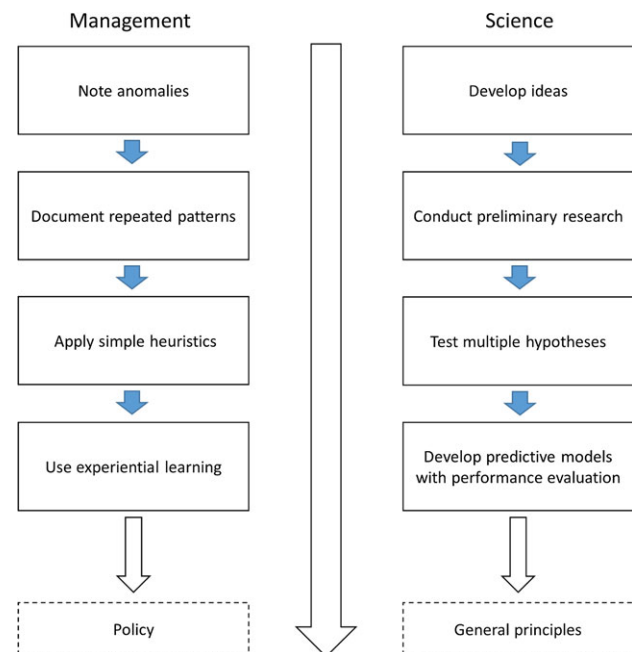 Management
Note anomalies
Document repeated patterns
Apply simple heuristics
Use experiential learning
Policy
Science
Develop ideas
Conduct preliminary research
Test multiple hypotheses
Develop predictive models
with performance evaluation
General principles